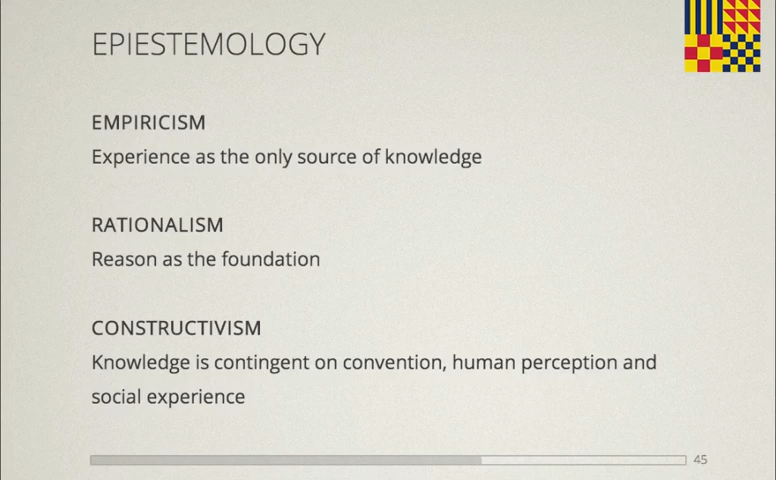 EPIESTEMOLOGY
EMPIRICISM
Experience as the only source of knowledge
RATIONALISM
Reason as the foundation
CONSTRUCTIVISM
Knowledge is contingent on convention, human perception and
social experience
45